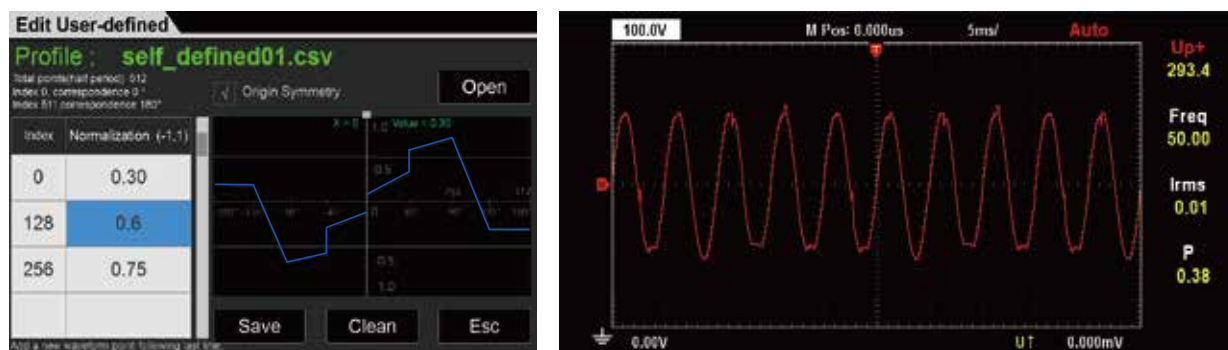 Edit User-defined
Profile : self_defined01.csv
Total points(half period) 512
Index 0, correspondence 0 °
Index 511 correspondence 180°
√ Origin Symmetry
Open
Index Normalization (-1,1)
X = 0 1.0 Value = 0.30
0 0.30
0.5
128 0.6
256 0.75
0.5
1.0
Save Clean Esc
Add a new waveform point following last line
100.0V M Pos: 0.000us 5ms/ Auto
T
Up+
293.4
Freq
50.00
Irms
0.01
P
0.38
0.00V U↑ 0.000mV